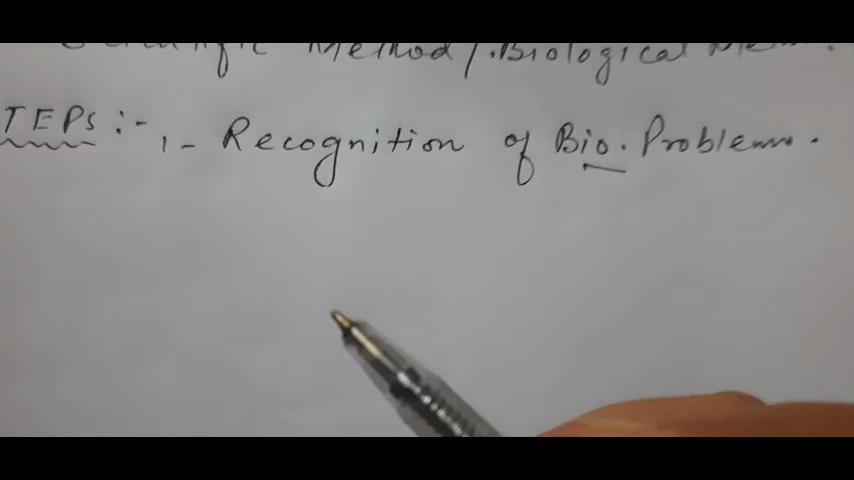 Method/.Biological
TEPs :- 1- Recognition of Bio. Problems.